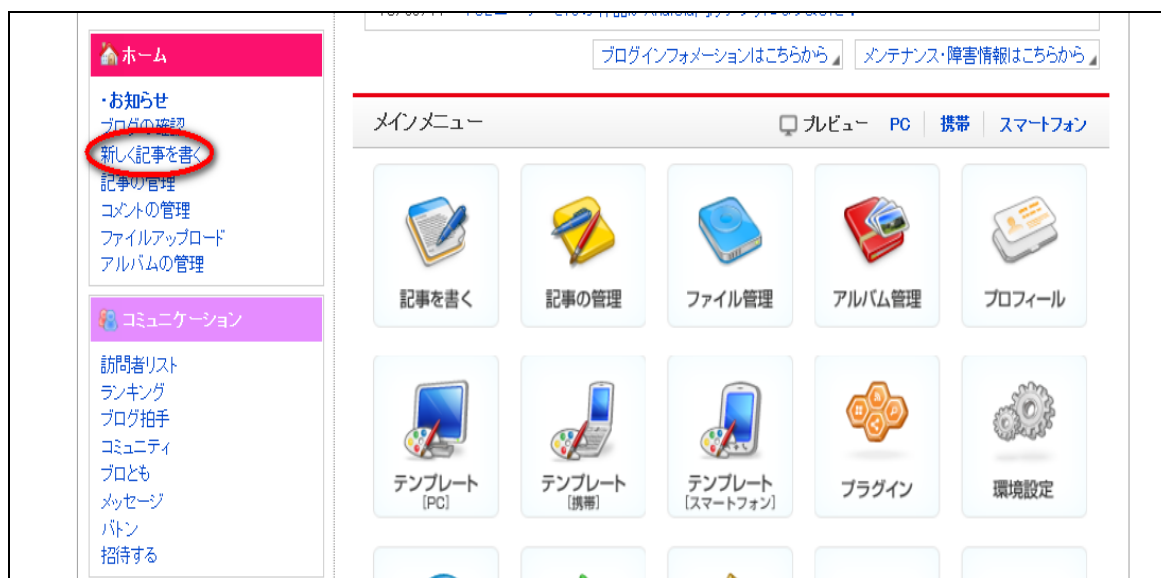 ホーム
・お知らせ
ブログの確認
新しく記事を書く
記事の管理
コメントの管理
ファイルアップロード
アルバムの管理
コミュニケーション
訪問者リスト
ランキング
ブログ拍手
コミュニティ
ブロとも
メッセージ
バトン
招待する
ブログインフォメーションはこちらから
メンテナンス・障害情報はこちらから
メインメニュー
プレビュー PC 携帯 スマートフォン
記事を書く
記事の管理
ファイル管理
アルバム管理
プロフィール
テンプレート
[PC]
テンプレート
[携帯]
テンプレート
[スマートフォン]
プラグイン
環境設定